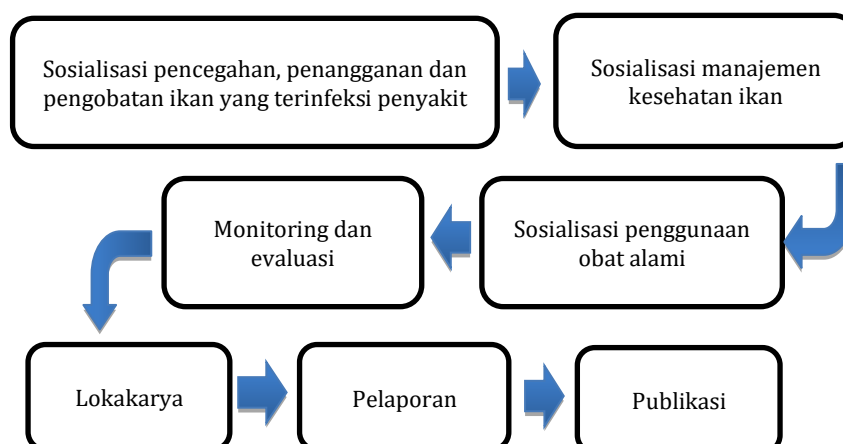 Sosialisasi pencegahan, penangganan dan
pengobatan ikan yang terinfeksi penyakit
Sosialisasi manajemen
kesehatan ikan
Sosialisasi penggunaan
obat alami
Monitoring dan
evaluasi
Lokakarya
Pelaporan
Publikasi